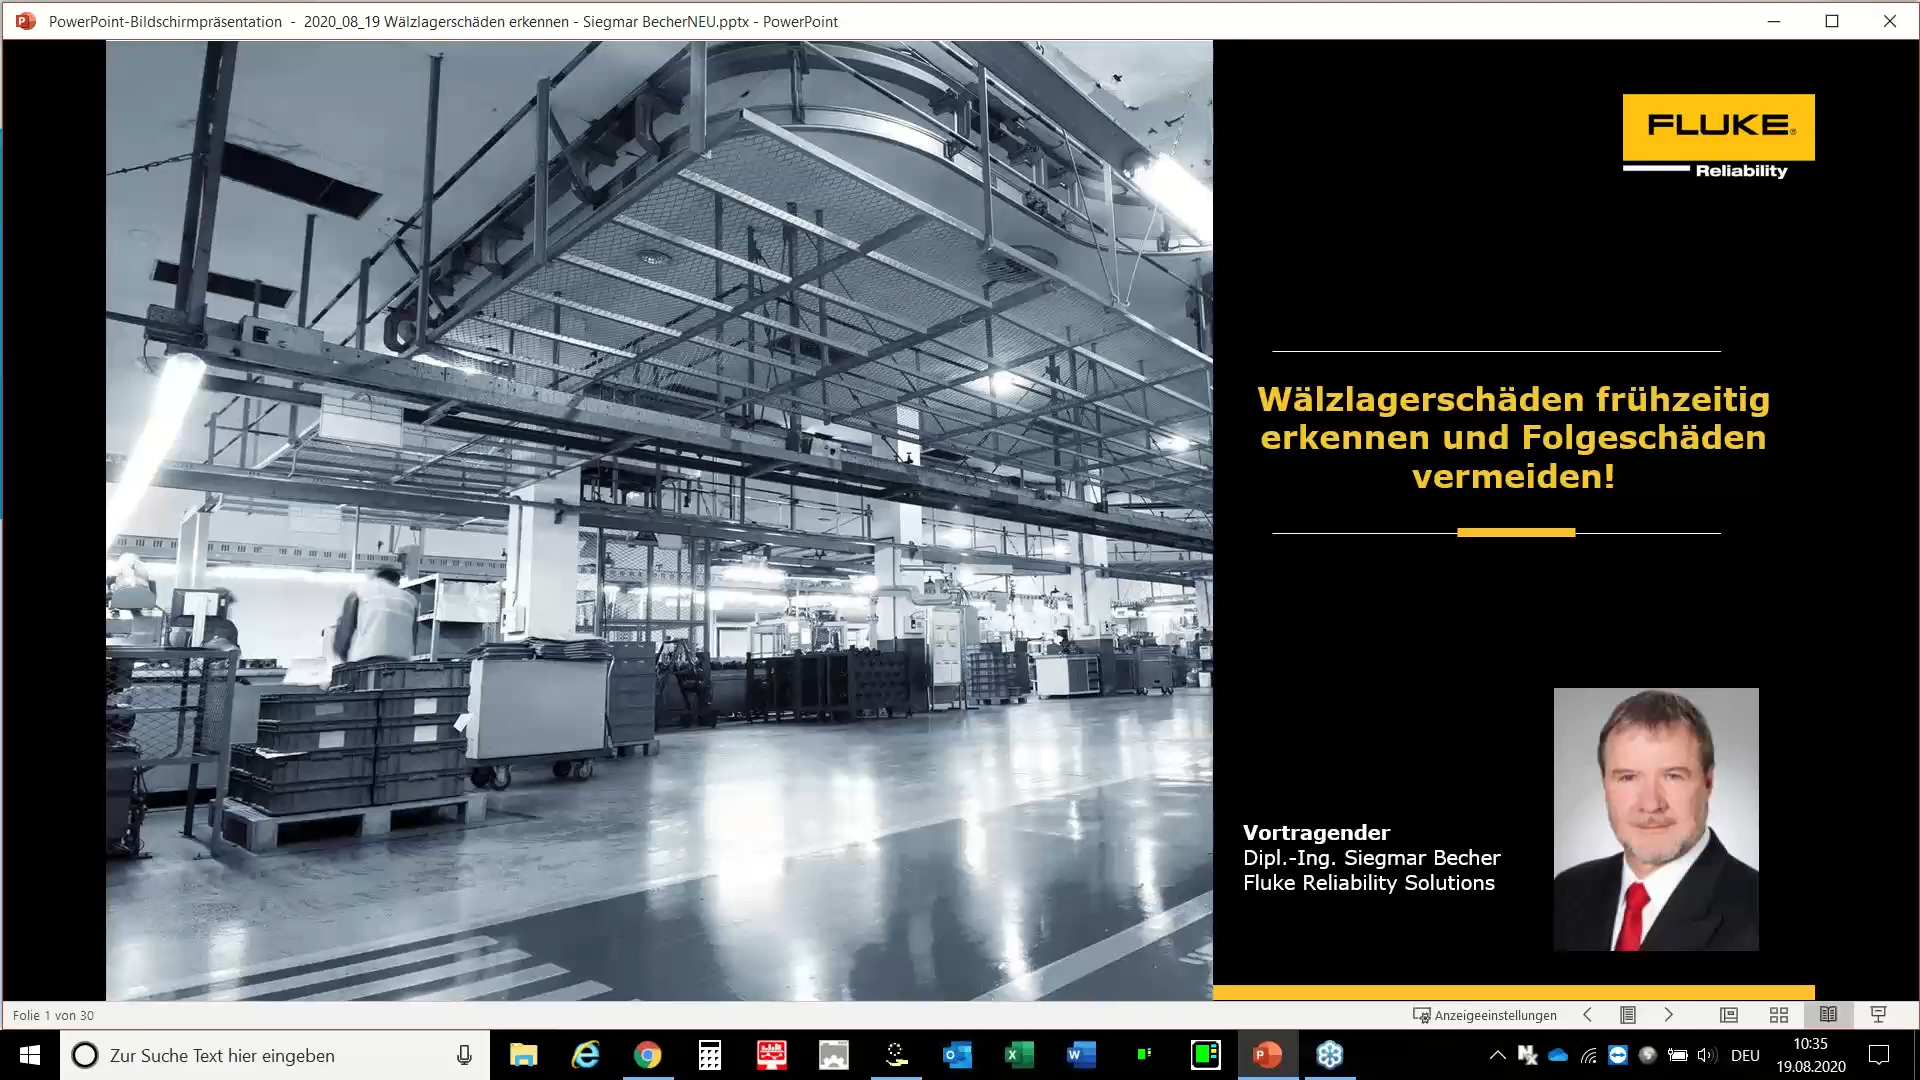 PowerPoint-Bildschirmpräsentation - 2020_08_19 Wälzlagerschäden erkennen - Siegmar BecherNEU.pptx - PowerPoint
FLUKE®
Reliability
Wälzlagerschäden frühzeitig
erkennen und Folgeschäden
vermeiden!
Vortragender
Dipl.-Ing. Siegmar Becher
Fluke Reliability Solutions
Folie 1 von 30
Anzeigeeinstellungen
Zur Suche Text hier eingeben
DEU
10:35
19.08.2020